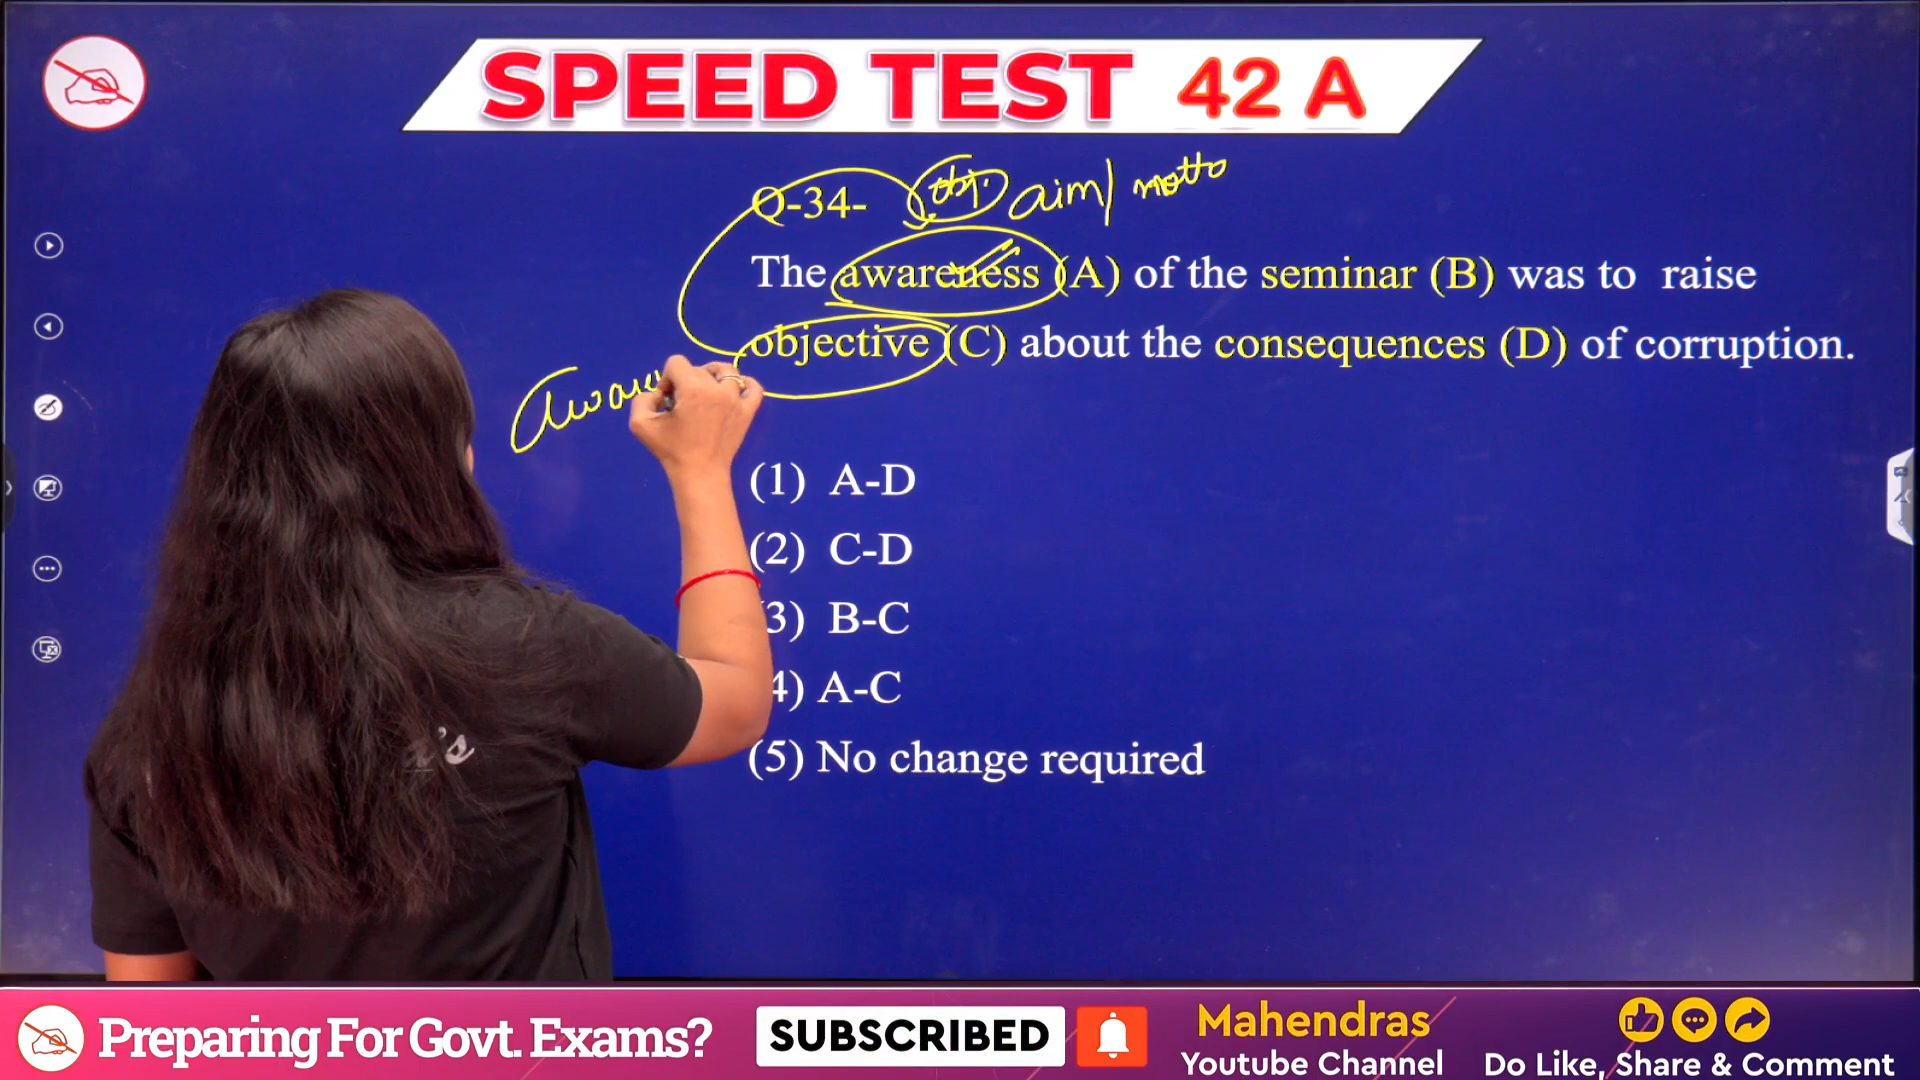 SPEED TEST 42 A
Q-34- obj. aim/ motto
The awareness (A) of the seminar (B) was to raise
objective (C) about the consequences (D) of corruption.
(1) A-D
(2) C-D
3) B-C
4) A-C
(5) No change required
's
Preparing For Govt. Exams?
SUBSCRIBED
Mahendras
Youtube Channel
Do Like, Share & Comment